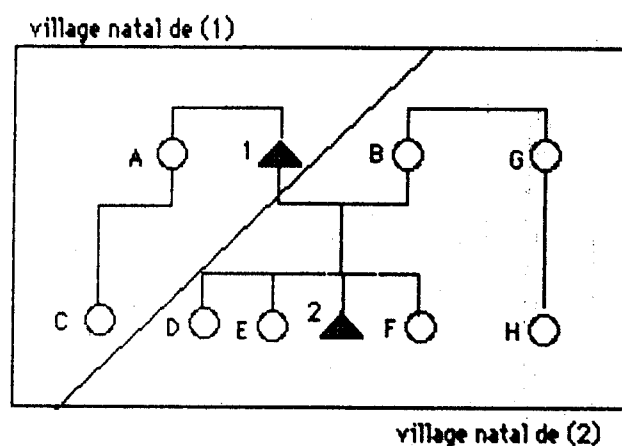 village natal de (1)
A 1 B G
C D E 2 F H
village natal de (2)